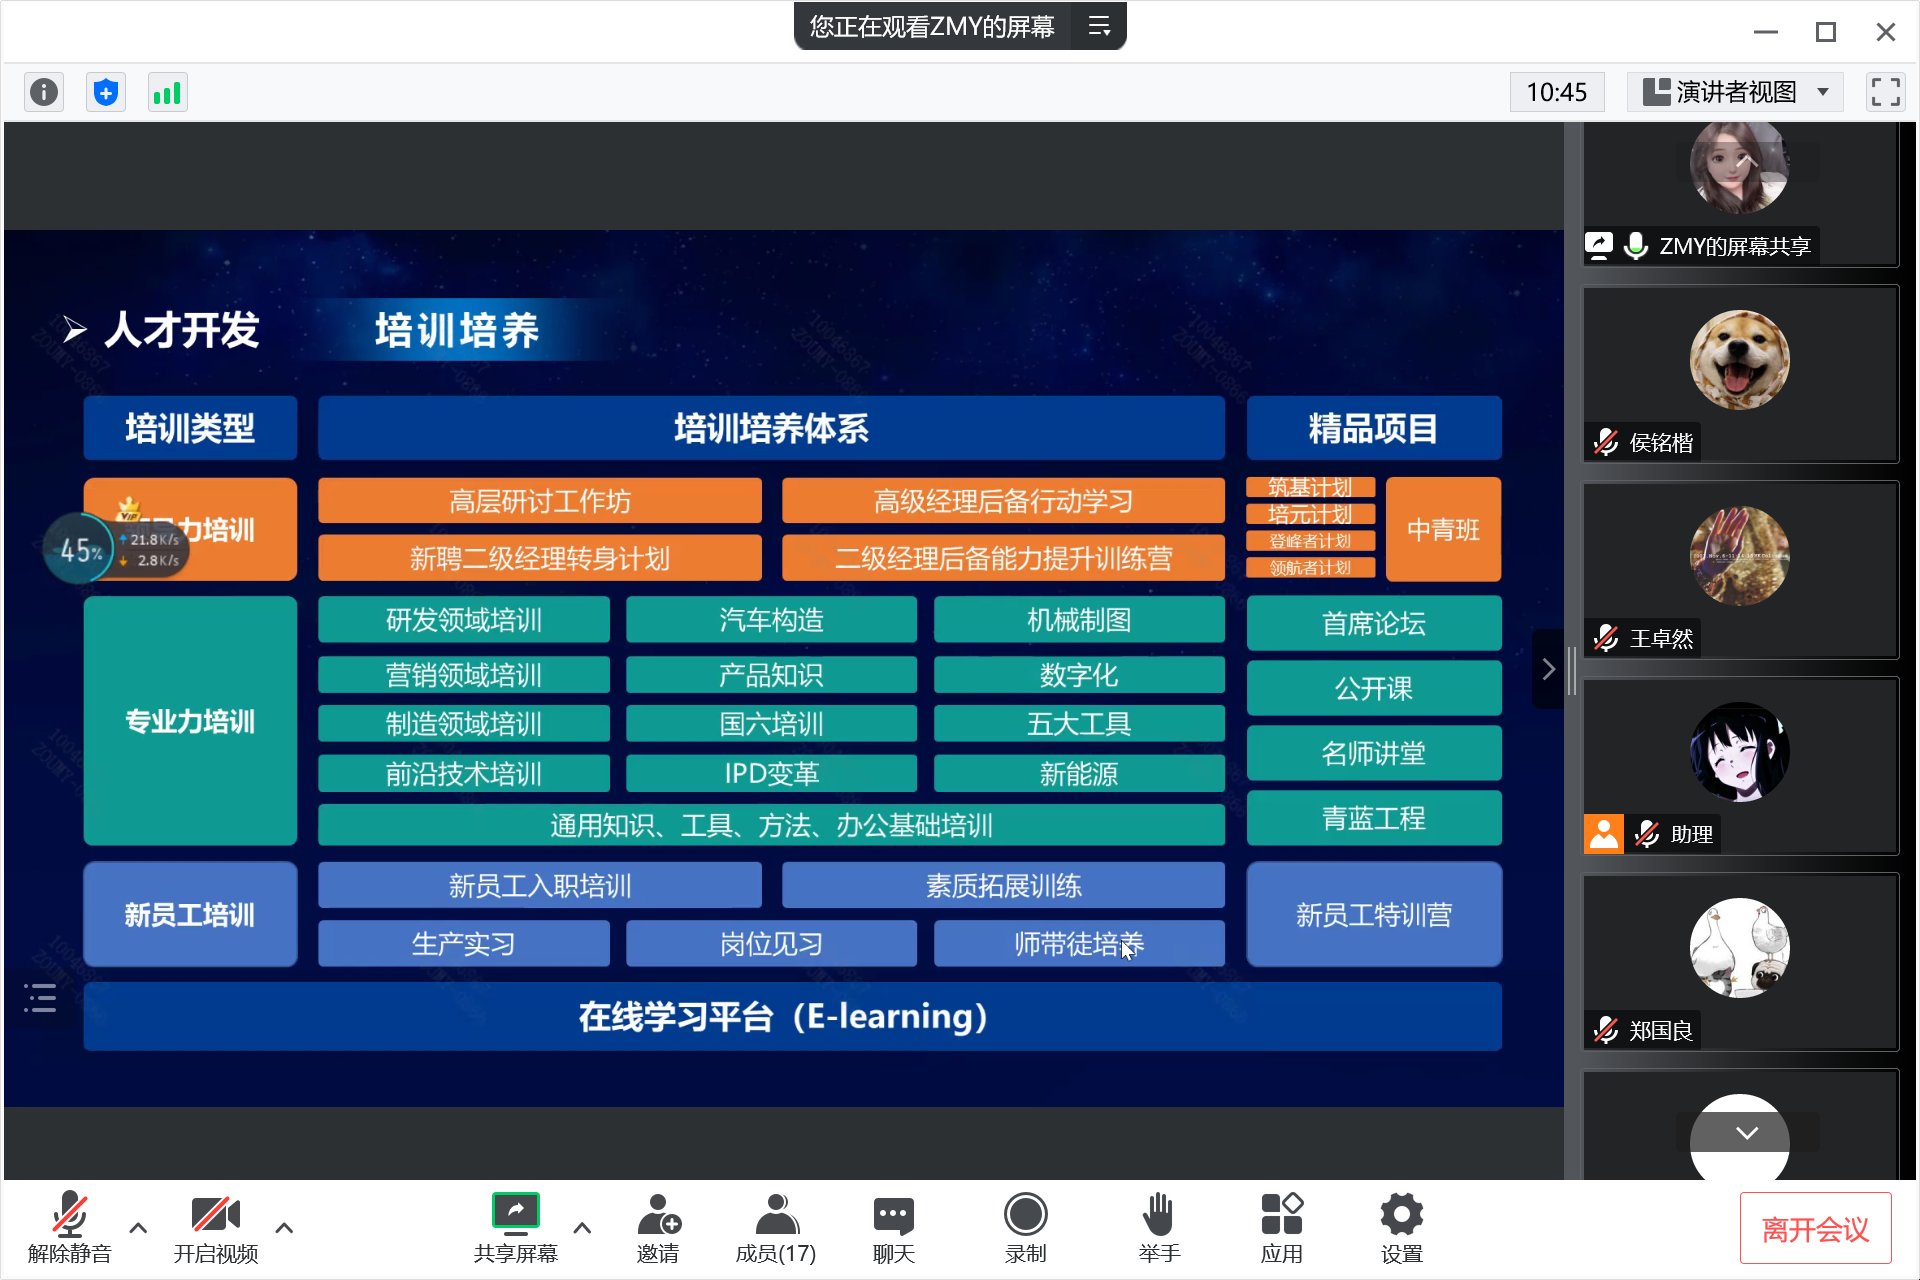 您正在观看ZMY的屏幕
10:45
演讲者视图
人才开发
培训培养
培训类型
培训培养体系
精品项目
力培训
高层研讨工作坊
高级经理后备行动学习
新聘二级经理转身计划
二级经理后备能力提升训练营
筑基计划
培元计划
登峰者计划
领航者计划
中青班
45%
21.8K/s
2.8K/s
专业力培训
研发领域培训
汽车构造
机械制图
营销领域培训
产品知识
数字化
制造领域培训
国六培训
五大工具
前沿技术培训
IPD变革
新能源
通用知识、工具、方法、办公基础培训
首席论坛
公开课
名师讲堂
青蓝工程
新员工培训
新员工入职培训
素质拓展训练
生产实习
岗位见习
师带徒培养
新员工特训营
在线学习平台（E-learning）
ZMY的屏幕共享
侯铭楷
王卓然
助理
郑国良
解除静音
开启视频
共享屏幕
邀请
成员(17)
聊天
录制
举手
应用
设置
离开会议